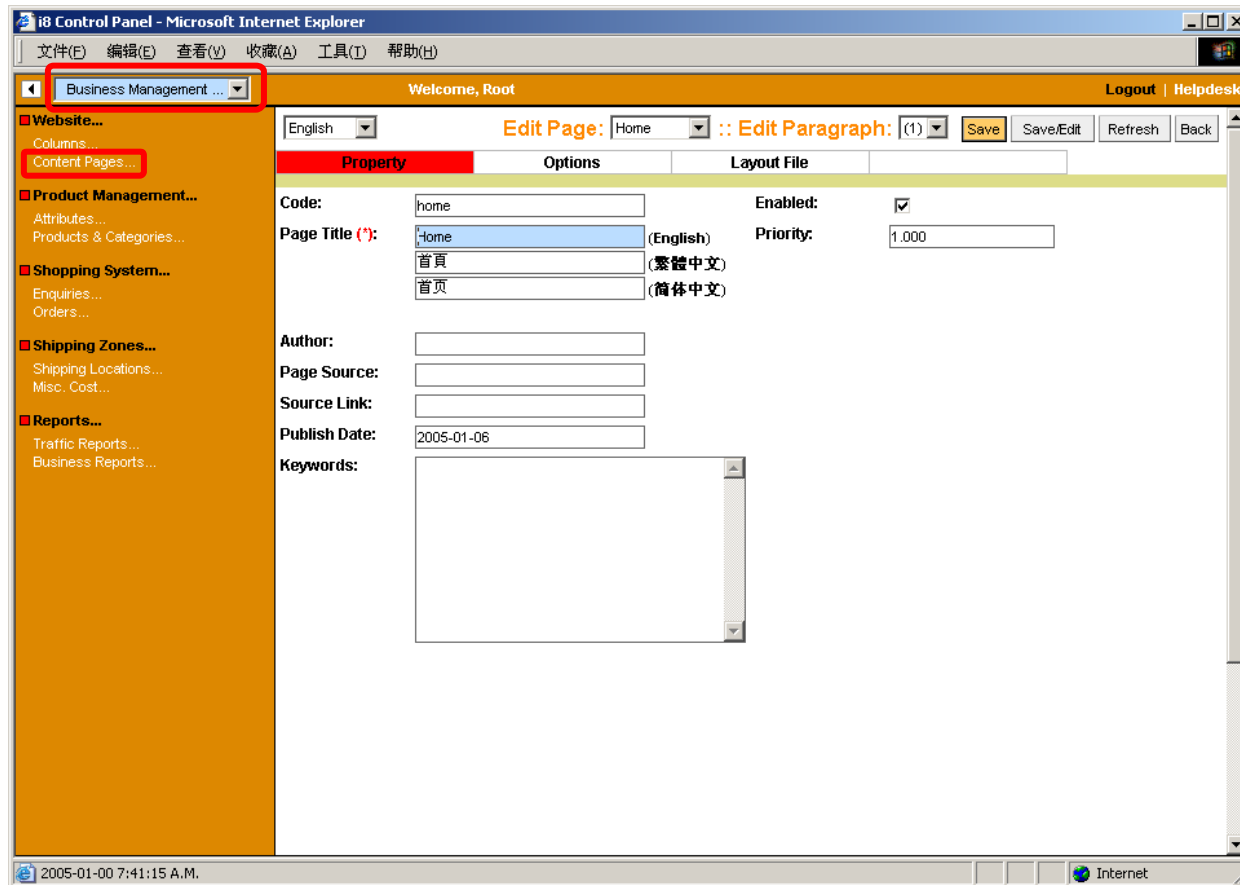 i8 Control Panel - Microsoft Internet Explorer
文件(F) 编辑(E) 查看(V) 收藏(A) 工具(T) 帮助(H)
Business Management ... Welcome, Root Logout | Helpdesk
Website...
Columns...
Content Pages...
Product Management...
Attributes...
Products & Categories...
Shopping System...
Enquiries...
Orders...
Shipping Zones...
Shipping Locations...
Misc. Cost...
Reports...
Traffic Reports...
Business Reports...
English Edit Page: Home :: Edit Paragraph: (1) Save Save/Edit Refresh Back
Property Options Layout File
Code: home Enabled:
Page Title (*): Home (English) Priority: 1.000
首頁 (繁體中文)
首页 (简体中文)
Author:
Page Source:
Source Link:
Publish Date: 2005-01-06
Keywords:
2005-01-00 7:41:15 A.M. Internet